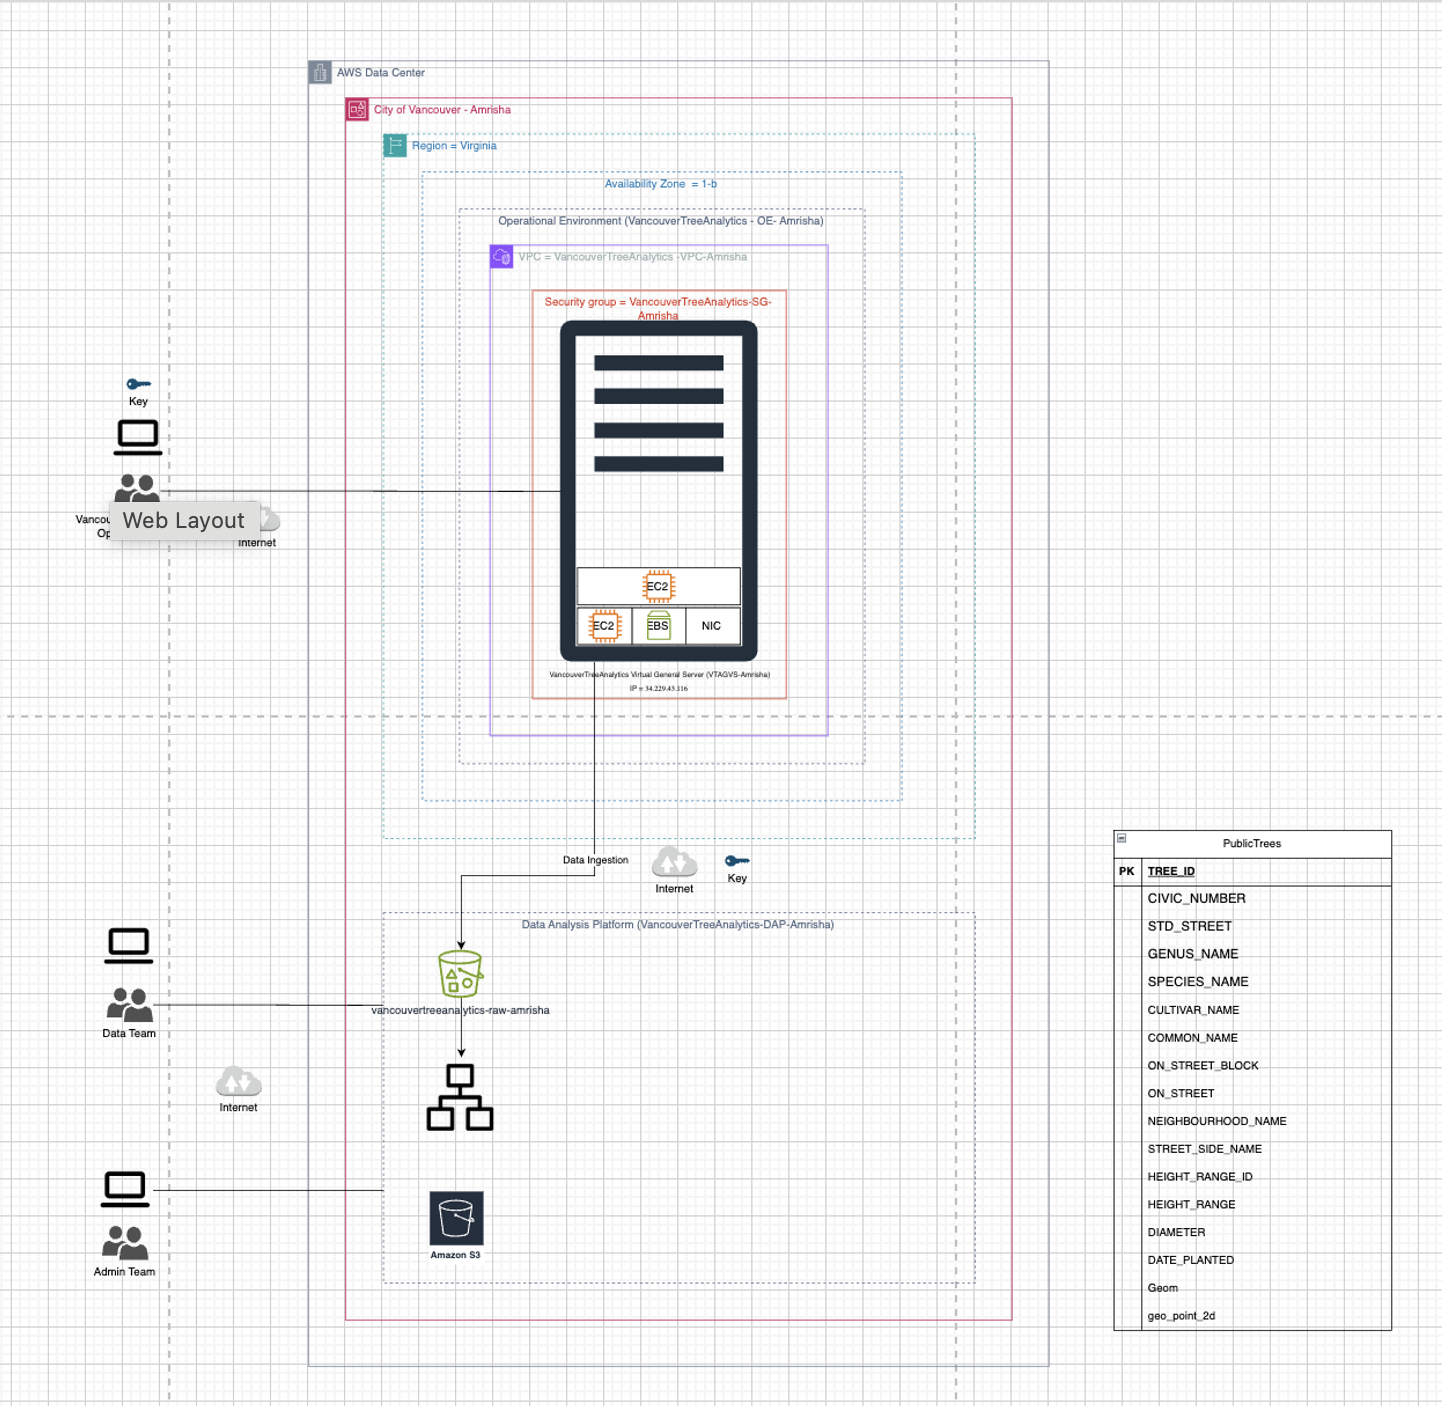 AWS Data Center
City of Vancouver - Amrisha
Region = Virginia
Availability Zone = 1-b
Operational Environment (VancouverTreeAnalytics - OE- Amrisha)
VPC = VancouverTreeAnalytics -VPC-Amrisha
Security group = VancouverTreeAnalytics-SG-
Amrisha
Key
Web Layout
Internet
EC2
EC2
EBS
NIC
VancouverTreeAnalytics Virtual General Server (VTAGVS-Amrisha)
IP = 34.229.43.116
Data Ingestion
Internet
Key
Data Analysis Platform (VancouverTreeAnalytics-DAP-Amrisha)
vancouvertreeanalytics-raw-amrisha
Data Team
Internet
Admin Team
Amazon S3
PublicTrees
PK TREE_ID
CIVIC_NUMBER
STD_STREET
GENUS_NAME
SPECIES_NAME
CULTIVAR_NAME
COMMON_NAME
ON_STREET_BLOCK
ON_STREET
NEIGHBOURHOOD_NAME
STREET_SIDE_NAME
HEIGHT_RANGE_ID
HEIGHT_RANGE
DIAMETER
DATE_PLANTED
Geom
geo_point_2d